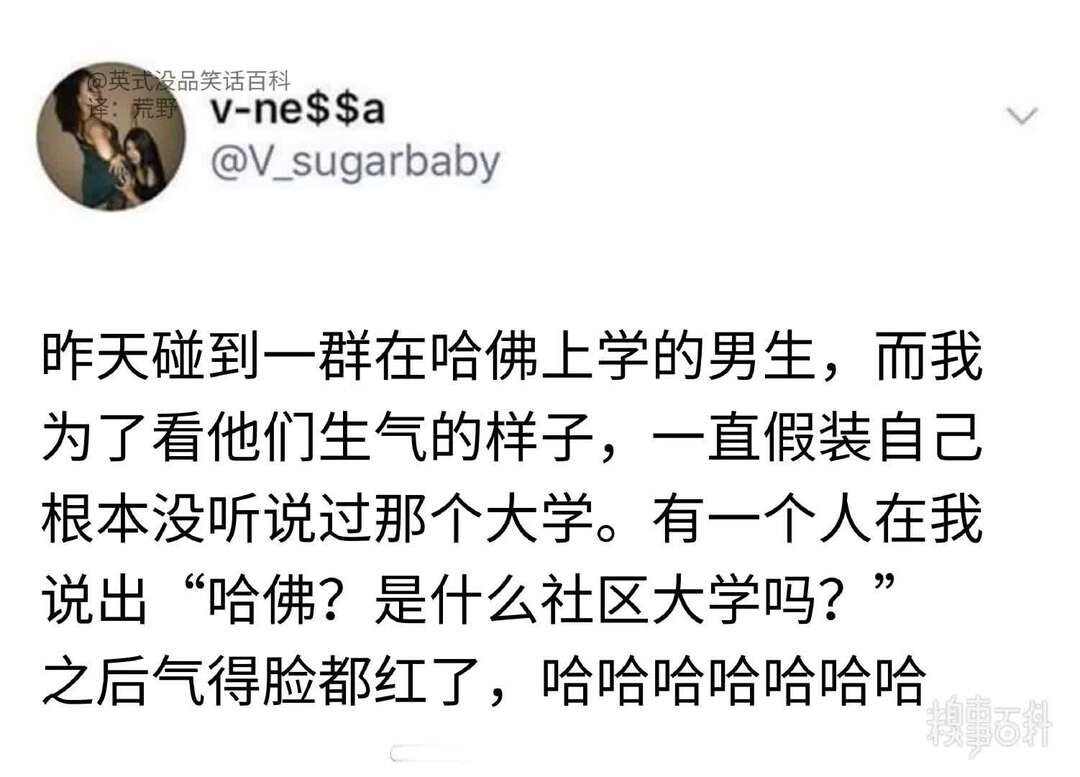 @英式没品笑话百科
译：荒野
v-ne$$a
@V_sugarbaby
昨天碰到一群在哈佛上学的男生，而我
为了看他们生气的样子，一直假装自己
根本没听说过那个大学。有一个人在我
说出“哈佛？是什么社区大学吗？”
之后气得脸都红了，哈哈哈哈哈哈哈
糗事百科